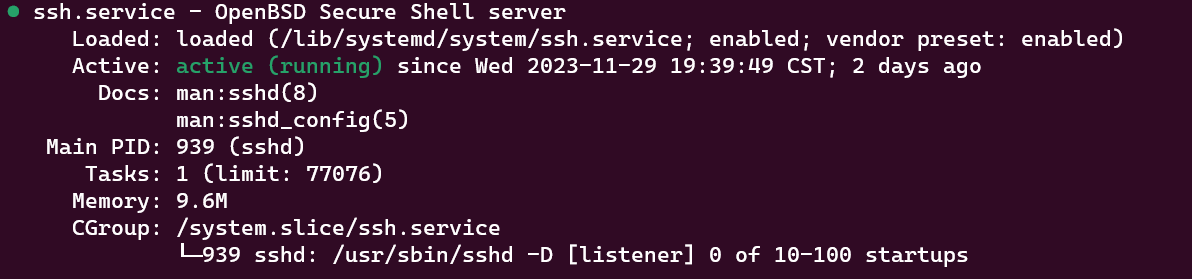 ● ssh.service - OpenBSD Secure Shell server
Loaded: loaded (/lib/systemd/system/ssh.service; enabled; vendor preset: enabled)
Active: active (running) since Wed 2023-11-29 19:39:49 CST; 2 days ago
Docs: man:sshd(8)
man:sshd_config(5)
Main PID: 939 (sshd)
Tasks: 1 (limit: 77076)
Memory: 9.6M
CGroup: /system.slice/ssh.service
└─939 sshd: /usr/sbin/sshd -D [listener] 0 of 10-100 startups